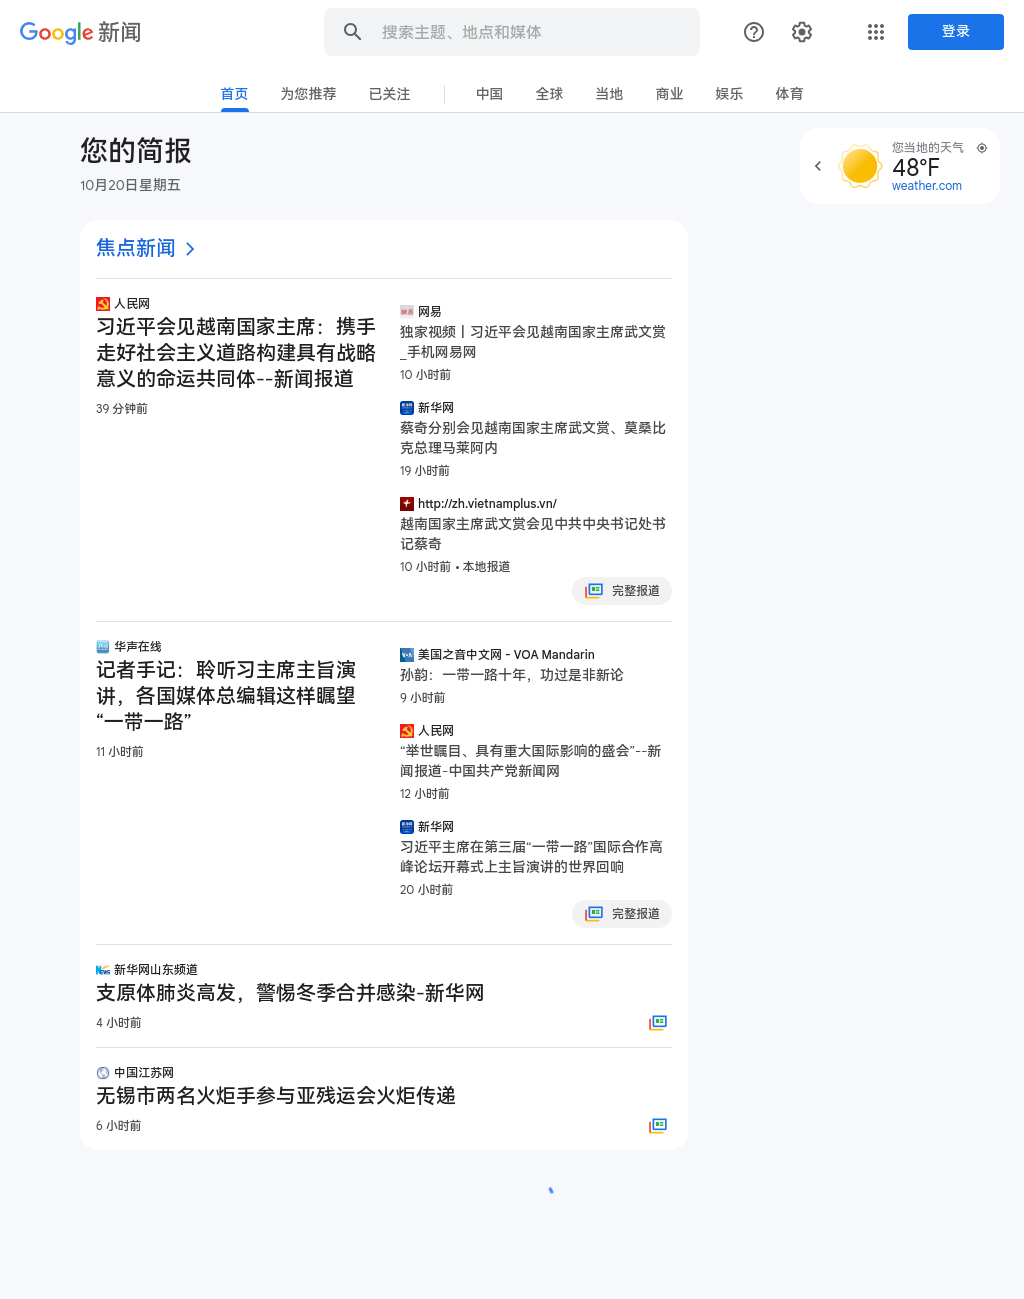 Google 新闻
搜索主题、地点和媒体
登录
首页 为您推荐 已关注 中国 全球 当地 商业 娱乐 体育
您的简报
10月20日星期五
您当地的天气
48°F
weather.com
焦点新闻
人民网
习近平会见越南国家主席：携手
走好社会主义道路构建具有战略
意义的命运共同体--新闻报道
39 分钟前
网易
独家视频丨习近平会见越南国家主席武文赏
_手机网易网
10 小时前
新华网
蔡奇分别会见越南国家主席武文赏、莫桑比
克总理马莱阿内
19 小时前
http://zh.vietnamplus.vn/
越南国家主席武文赏会见中共中央书记处书
记蔡奇
10 小时前 • 本地报道
完整报道
华声在线
记者手记：聆听习主席主旨演
讲，各国媒体总编辑这样瞩望
“一带一路”
11 小时前
美国之音中文网 - VOA Mandarin
孙韵：一带一路十年，功过是非新论
9 小时前
人民网
“举世瞩目、具有重大国际影响的盛会”--新
闻报道-中国共产党新闻网
12 小时前
新华网
习近平主席在第三届“一带一路”国际合作高
峰论坛开幕式上主旨演讲的世界回响
20 小时前
完整报道
新华网山东频道
支原体肺炎高发，警惕冬季合并感染-新华网
4 小时前
中国江苏网
无锡市两名火炬手参与亚残运会火炬传递
6 小时前